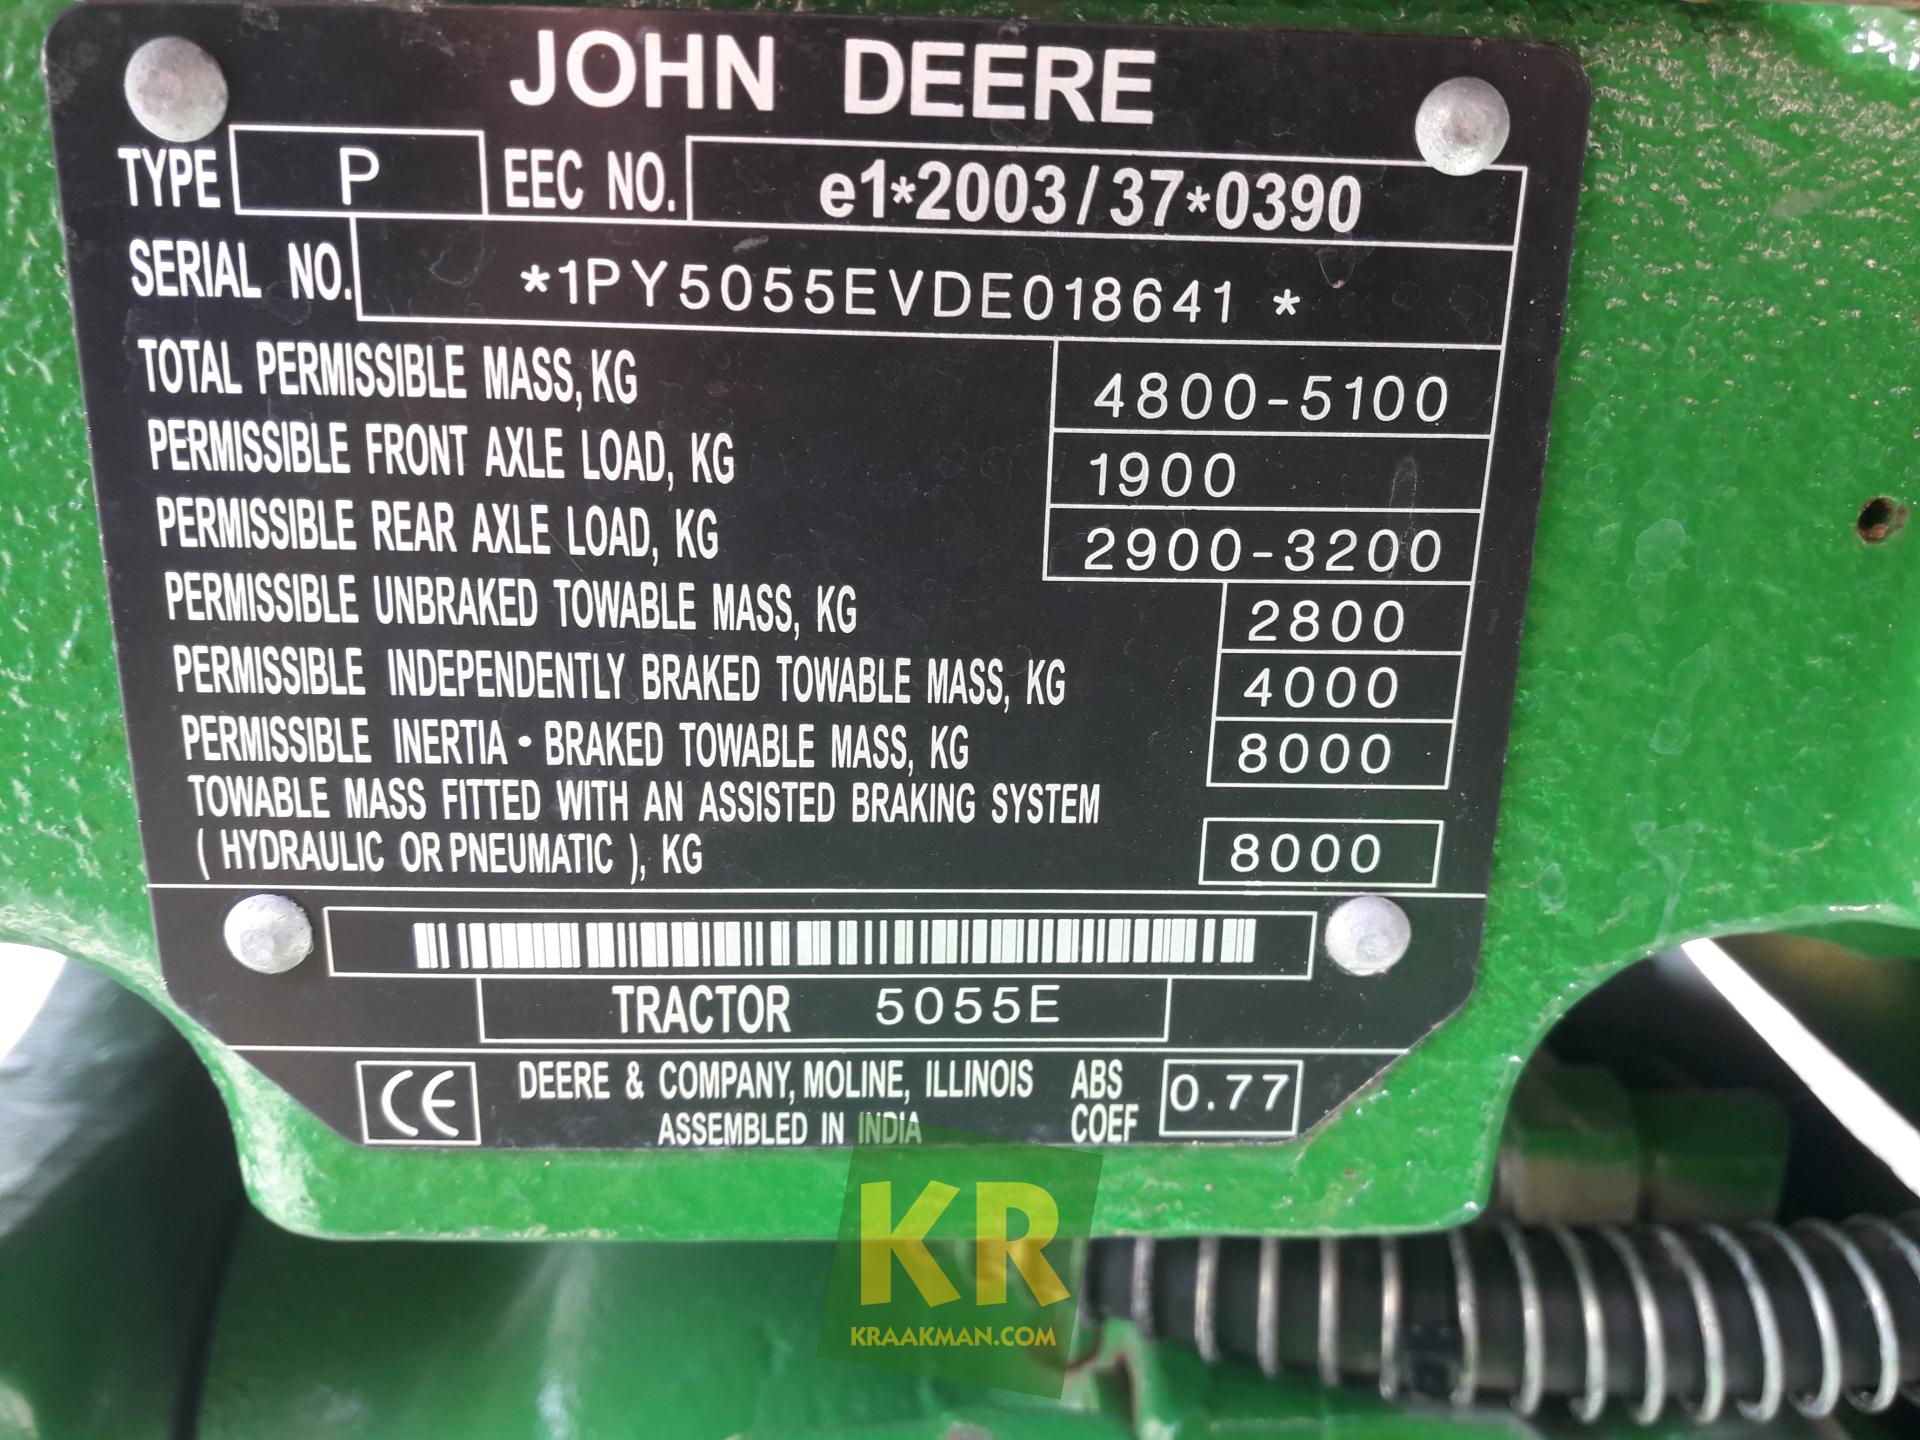 JOHN DEERE
TYPE P EEC NO. e1*2003/37*0390
SERIAL NO. *1PY5055EVDE018641 *
TOTAL PERMISSIBLE MASS, KG 4800-5100
PERMISSIBLE FRONT AXLE LOAD, KG 1900
PERMISSIBLE REAR AXLE LOAD, KG 2900-3200
PERMISSIBLE UNBRAKED TOWABLE MASS, KG 2800
PERMISSIBLE INDEPENDENTLY BRAKED TOWABLE MASS, KG 4000
PERMISSIBLE INERTIA • BRAKED TOWABLE MASS, KG 8000
TOWABLE MASS FITTED WITH AN ASSISTED BRAKING SYSTEM
( HYDRAULIC OR PNEUMATIC ), KG 8000
TRACTOR 5055E
CE DEERE & COMPANY, MOLINE, ILLINOIS ABS 0.77
ASSEMBLED IN INDIA COEF
KR
KRAAKMAN.COM